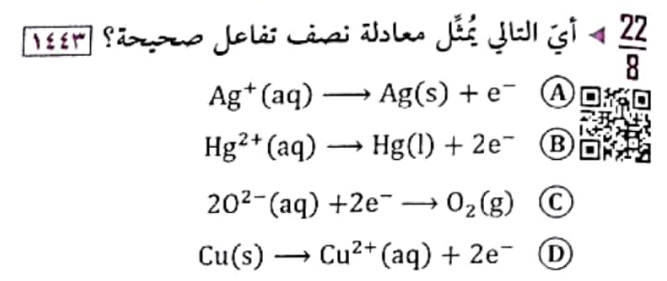 22/8 ◂ أيّ التالي يُمثِّل معادلة نصف تفاعل صحيحة؟ ١٤٤٣
Ag⁺(aq) ⟶ Ag(s) + e⁻ Ⓐ
Hg²⁺(aq) ⟶ Hg(l) + 2e⁻ Ⓑ
2O²⁻(aq) +2e⁻ ⟶ O₂(g) Ⓒ
Cu(s) ⟶ Cu²⁺(aq) + 2e⁻ Ⓓ